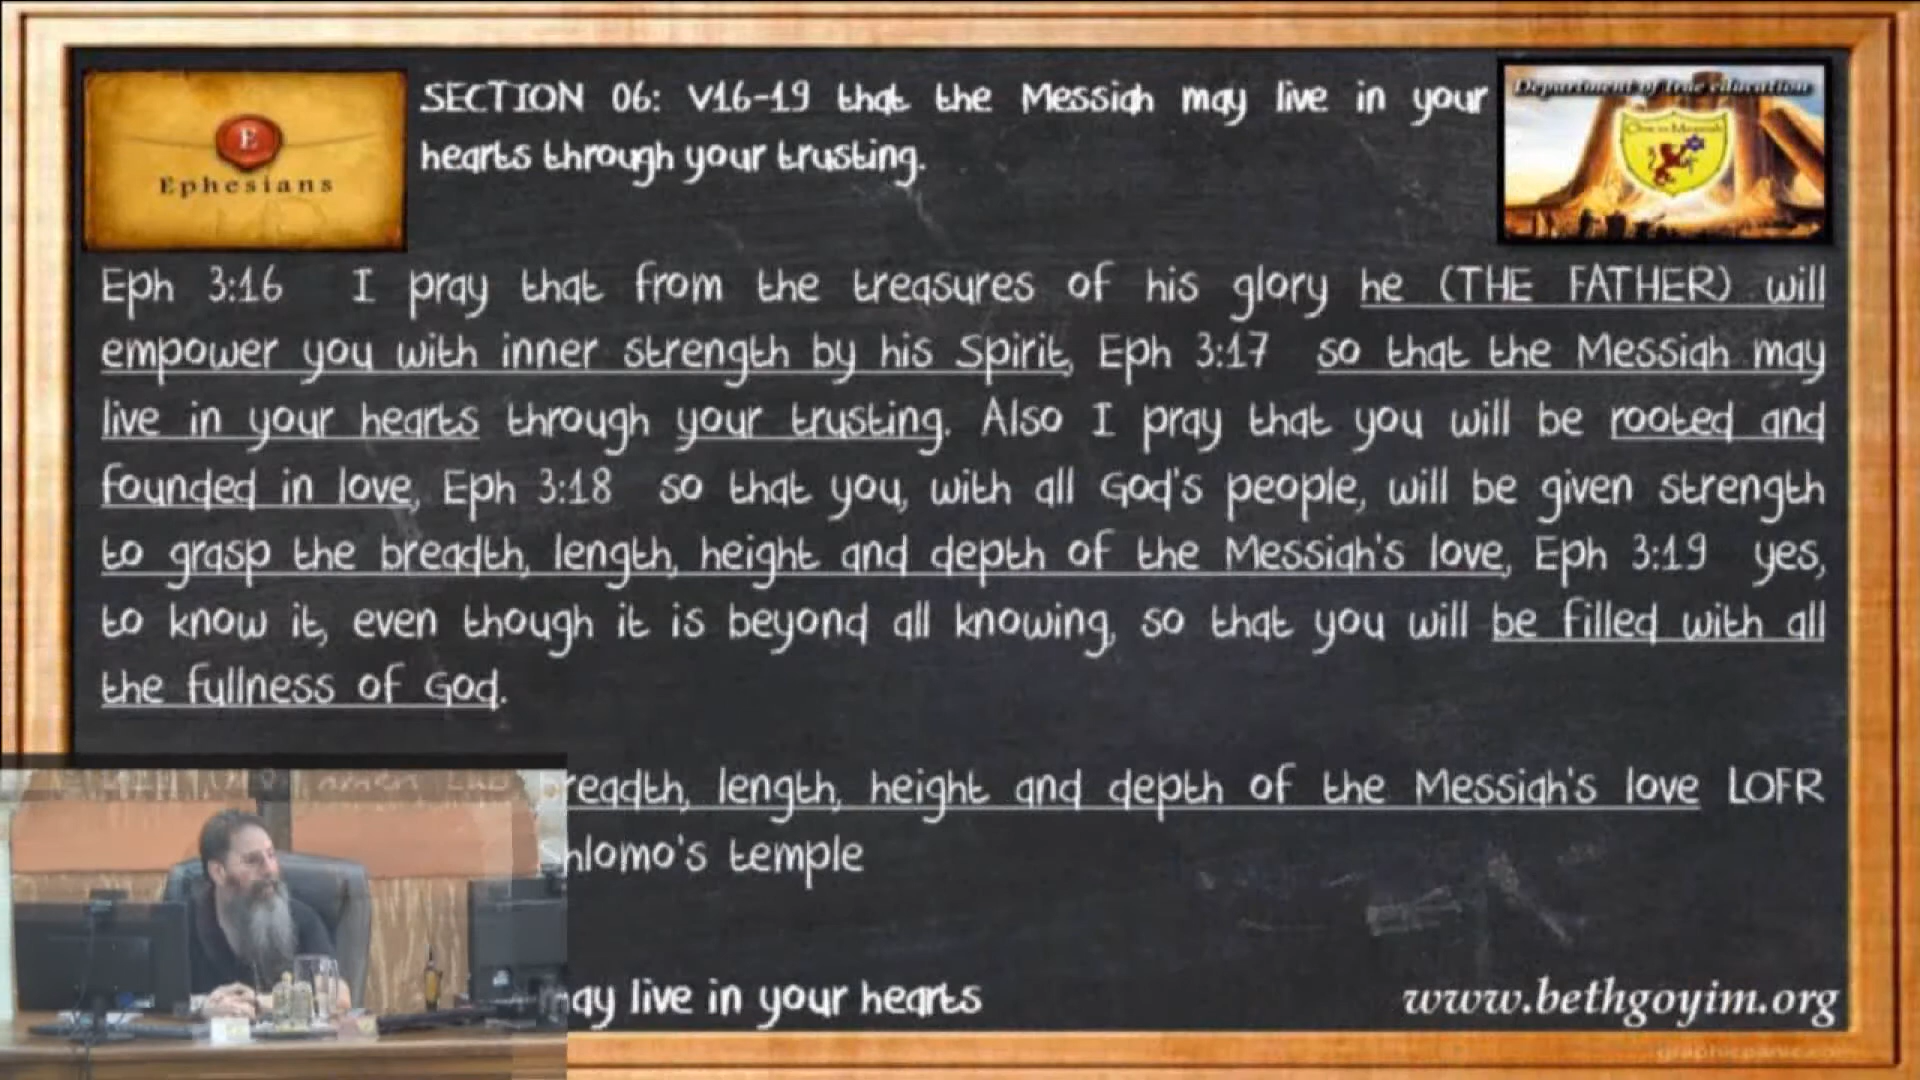 SECTION 06: V16-19 that the Messiah may live in your
hearts through your trusting.
E
Ephesians
Department of True education
One in Messiah
Eph 3:16 I pray that from the treasures of his glory he (THE FATHER) will
empower you with inner strength by his Spirit, Eph 3:17 so that the Messiah may
live in your hearts through your trusting. Also I pray that you will be rooted and
founded in love, Eph 3:18 so that you, with all God's people, will be given strength
to grasp the breadth, length, height and depth of the Messiah's love, Eph 3:19 yes,
to know it, even though it is beyond all knowing, so that you will be filled with all
the fullness of God.
readth, length, height and depth of the Messiah's love LOFR
hlomo's temple
ay live in your hearts
www.bethgoyim.org